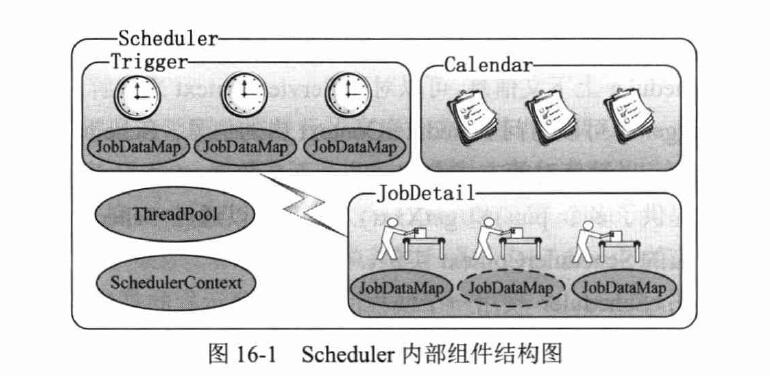 Scheduler
Trigger
JobDataMap JobDataMap JobDataMap
Calendar
ThreadPool
SchedulerContext
JobDetail
JobDataMap JobDataMap JobDataMap
图 16-1 Scheduler 内部组件结构图